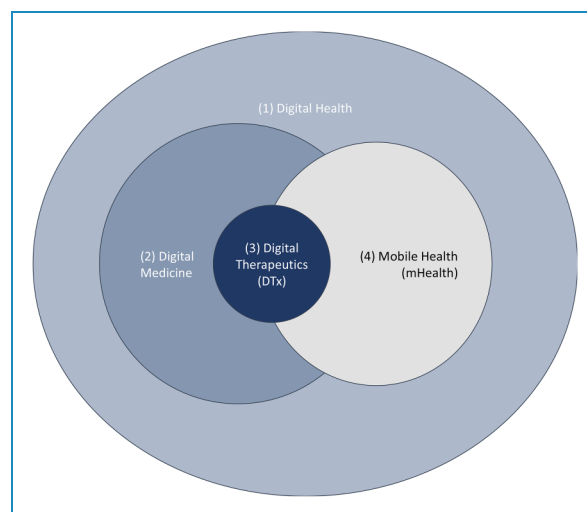 (1) Digital Health
(2) Digital
Medicine
(3) Digital
Therapeutics
(DTx)
(4) Mobile Health
(mHealth)